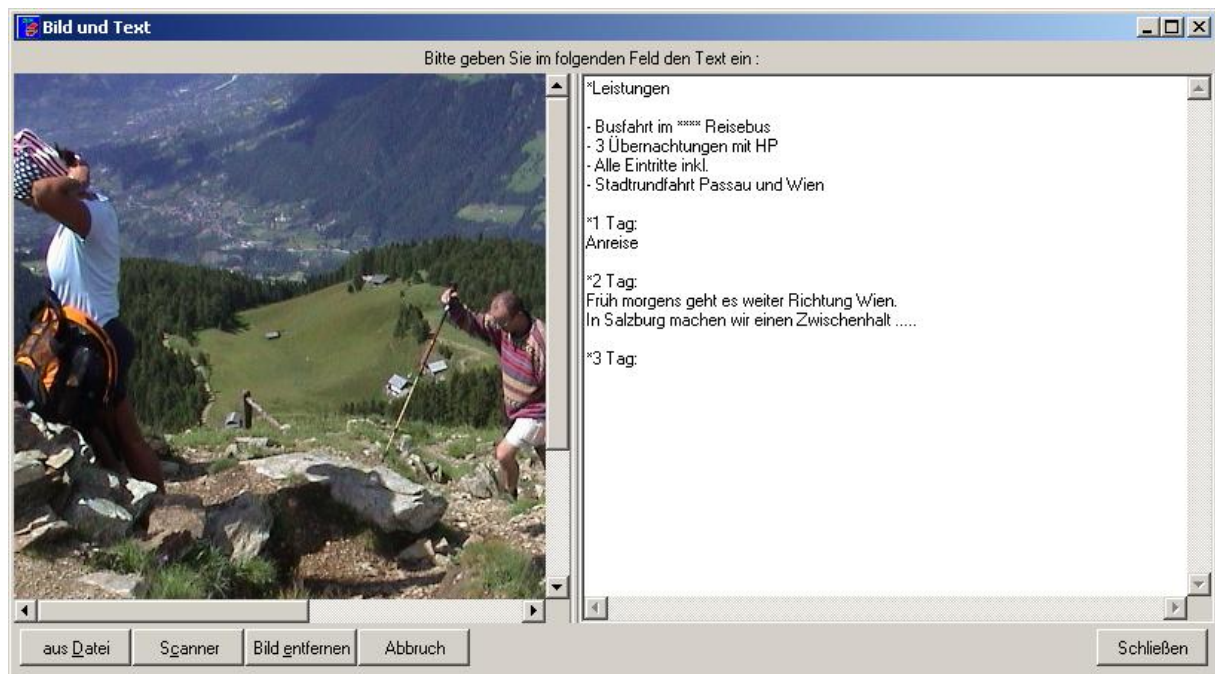 Bild und Text
Bitte geben Sie im folgenden Feld den Text ein :
*Leistungen
- Busfahrt im **** Reisebus
- 3 Übernachtungen mit HP
- Alle Eintritte inkl.
- Stadtrundfahrt Passau und Wien
*1 Tag:
Anreise
*2 Tag:
Früh morgens geht es weiter Richtung Wien.
In Salzburg machen wir einen Zwischenhalt .....
*3 Tag:
aus Datei Scanner Bild entfernen Abbruch Schließen